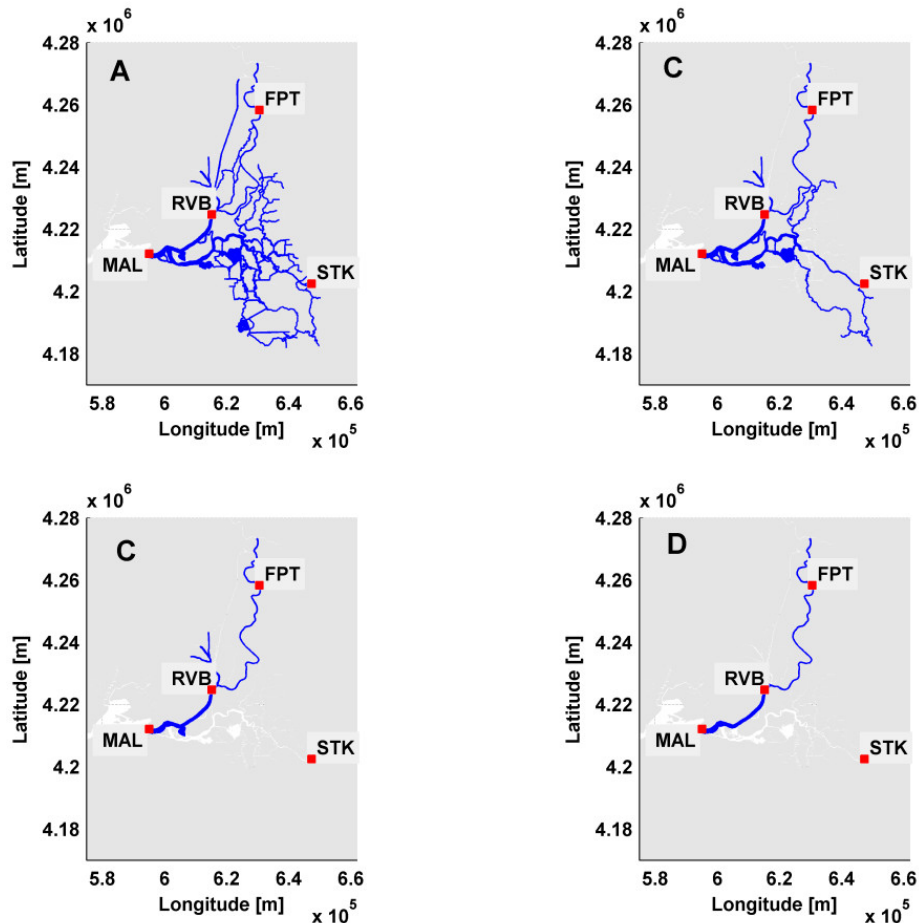 x 10^6
4.28
4.26
4.24
4.22
4.2
4.18
Latitude [m]
A
FPT
RVB
MAL
STK
5.8 6 6.2 6.4 6.6
Longitude [m]
x 10^5
x 10^6
4.28
4.26
4.24
4.22
4.2
4.18
Latitude [m]
C
FPT
RVB
MAL
STK
5.8 6 6.2 6.4 6.6
Longitude [m]
x 10^5
x 10^6
4.28
4.26
4.24
4.22
4.2
4.18
Latitude [m]
C
FPT
RVB
MAL
STK
5.8 6 6.2 6.4 6.6
Longitude [m]
x 10^5
x 10^6
4.28
4.26
4.24
4.22
4.2
4.18
Latitude [m]
D
FPT
RVB
MAL
STK
5.8 6 6.2 6.4 6.6
Longitude [m]
x 10^5